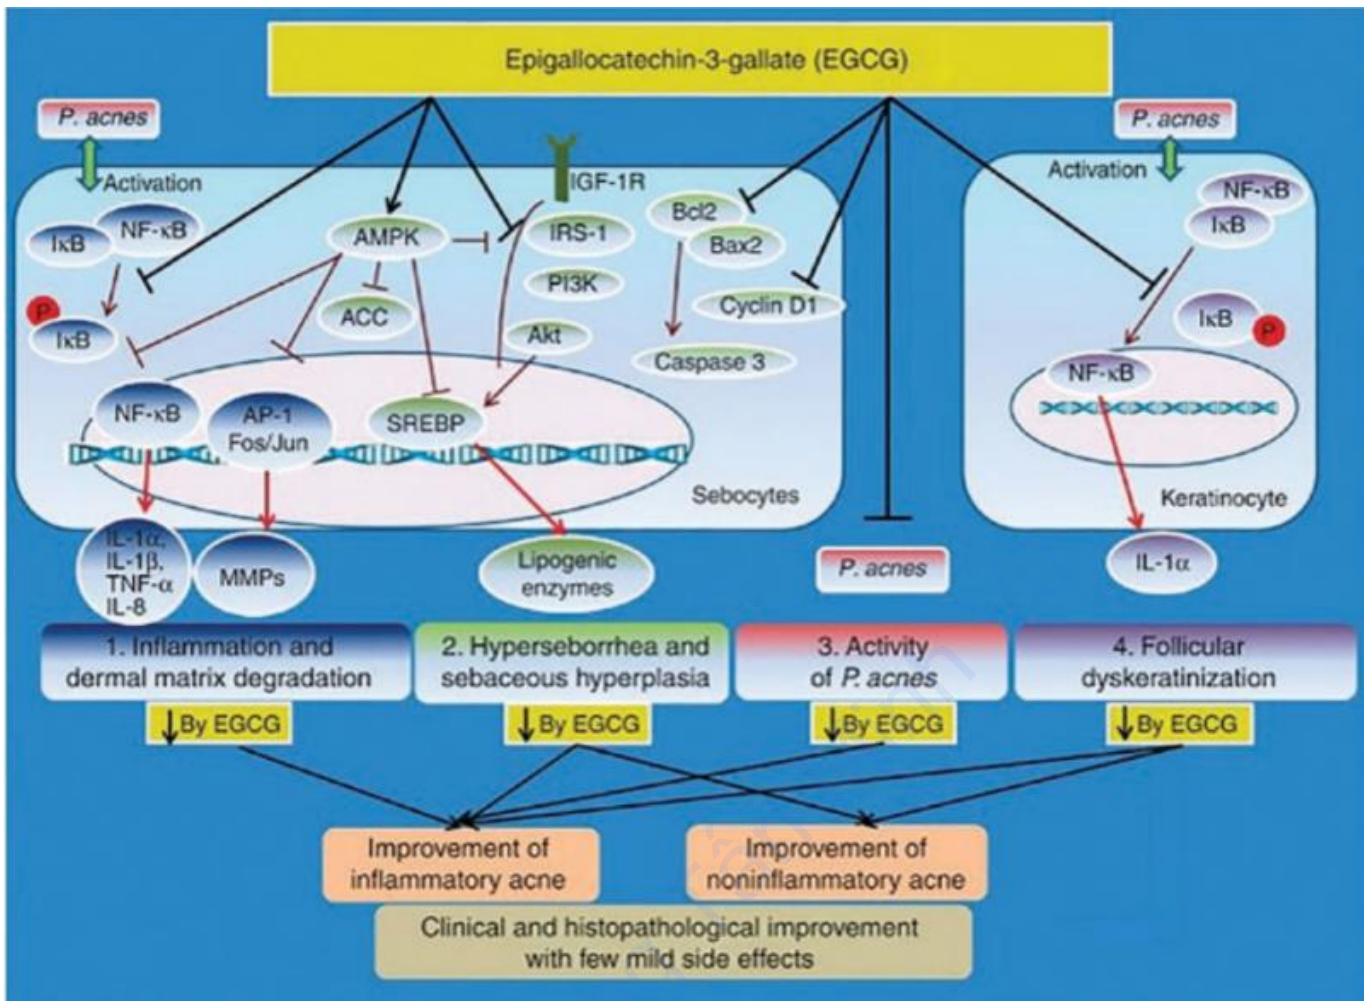 Epigallocatechin-3-gallate (EGCG)
P. acnes
P. acnes
Activation
IGF-1R
Activation
NF-κB
IκB
NF-κB
IκB
AMPK
IRS-1
Bcl2
Bax2
PI3K
Cyclin D1
P
IκB
ACC
Akt
Caspase 3
IκB
P
NF-κB
NF-κB
AP-1
Fos/Jun
SREBP
Sebocytes
Keratinocyte
IL-1α,
IL-1β,
TNF-α
IL-8
MMPs
Lipogenic
enzymes
P. acnes
IL-1α
1. Inflammation and
dermal matrix degradation
2. Hyperseborrhea and
sebaceous hyperplasia
3. Activity
of P. acnes
4. Follicular
dyskeratinization
By EGCG
By EGCG
By EGCG
By EGCG
Improvement of
inflammatory acne
Improvement of
noninflammatory acne
Clinical and histopathological improvement
with few mild side effects